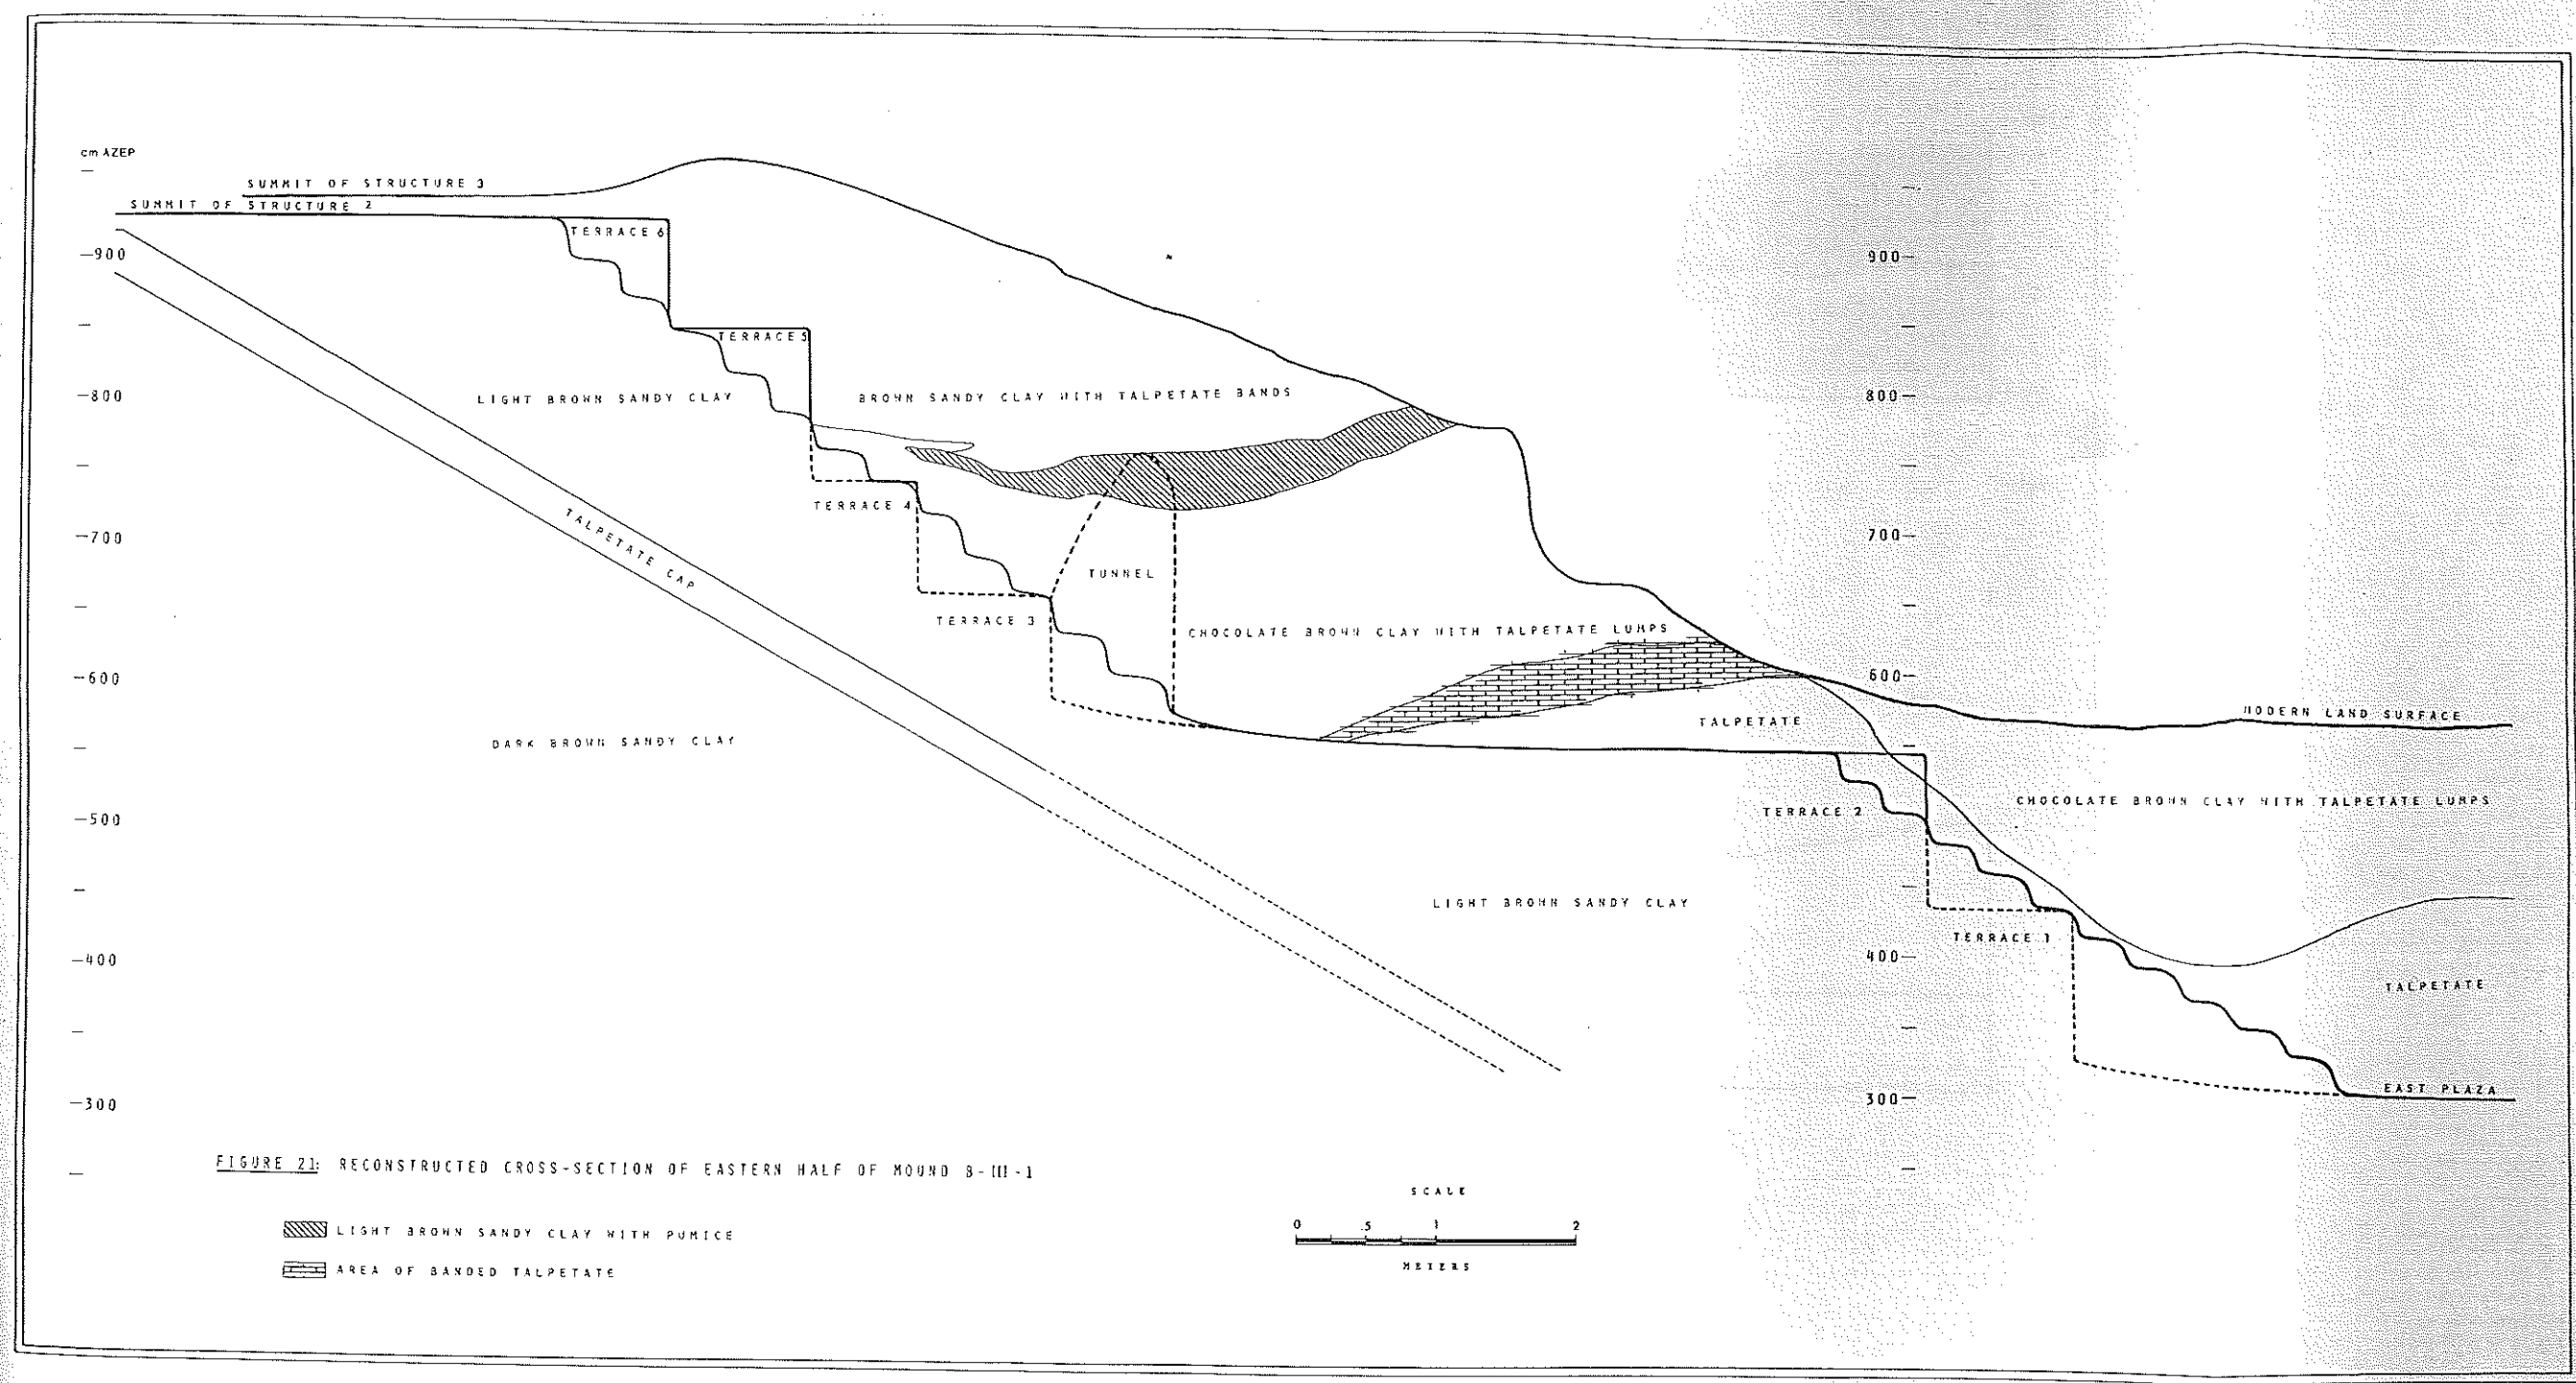 cm AZEP
SUMMIT OF STRUCTURE 3
SUMMIT OF STRUCTURE 2
TERRACE 6
900
900
TERRACE 5
LIGHT BROWN SANDY CLAY
BROWN SANDY CLAY WITH TALPETATE BANDS
800
800
TERRACE 4
TALPETATE CAP
700
700
TUNNEL
TERRACE 3
CHOCOLATE BROWN CLAY WITH TALPETATE LUMPS
600
600
MODERN LAND SURFACE
TALPETATE
DARK BROWN SANDY CLAY
CHOCOLATE BROWN CLAY WITH TALPETATE LUMPS
TERRACE 2
500
LIGHT BROWN SANDY CLAY
TERRACE 1
400
400
TALPETATE
EAST PLAZA
300
300
FIGURE 21: RECONSTRUCTED CROSS-SECTION OF EASTERN HALF OF MOUND B-III-1
SCALE
0 .5 1 2
METERS
LIGHT BROWN SANDY CLAY WITH PUMICE
AREA OF BANDED TALPETATE